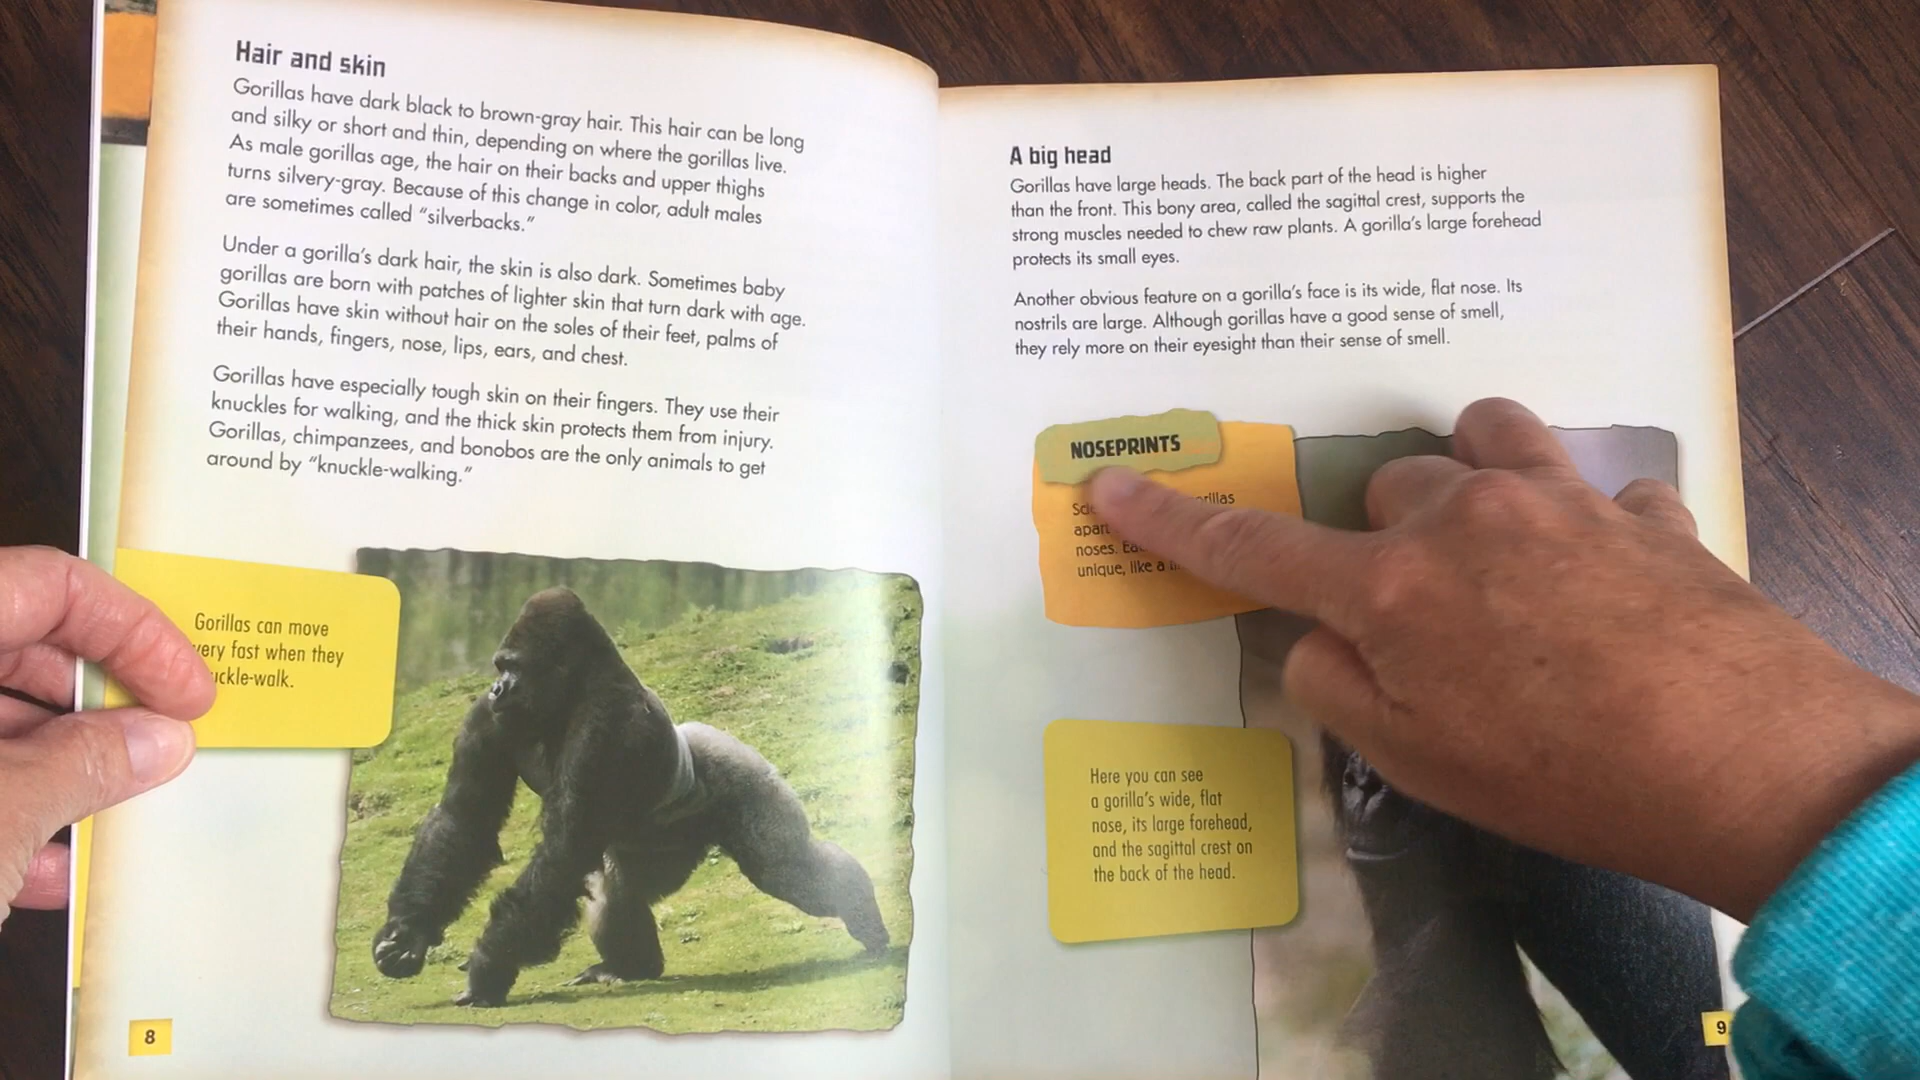 Hair and skin
Gorillas have dark black to brown-gray hair. This hair can be long
and silky or short and thin, depending on where the gorillas live.
As male gorillas age, the hair on their backs and upper thighs
turns silvery-gray. Because of this change in color, adult males
are sometimes called “silverbacks.”
Under a gorilla’s dark hair, the skin is also dark. Sometimes baby
gorillas are born with patches of lighter skin that turn dark with age.
Gorillas have skin without hair on the soles of their feet, palms of
their hands, fingers, nose, lips, ears, and chest.
Gorillas have especially tough skin on their fingers. They use their
knuckles for walking, and the thick skin protects them from injury.
Gorillas, chimpanzees, and bonobos are the only animals to get
around by “knuckle-walking.”
Gorillas can move
very fast when they
8
A big head
Gorillas have large heads. The back part of the head is higher
than the front. This bony area, called the sagittal crest, supports the
strong muscles needed to chew raw plants. A gorilla’s large forehead
protects its small eyes.
Another obvious feature on a gorilla’s face is its wide, flat nose. Its
nostrils are large. Although gorillas have a good sense of smell,
they rely more on their eyesight than their sense of smell.
NOSEPRINTS
apart
noses.
unique, like a
Here you can see
a gorilla’s wide, flat
nose, its large forehead,
and the sagittal crest on
the back of the head.
9